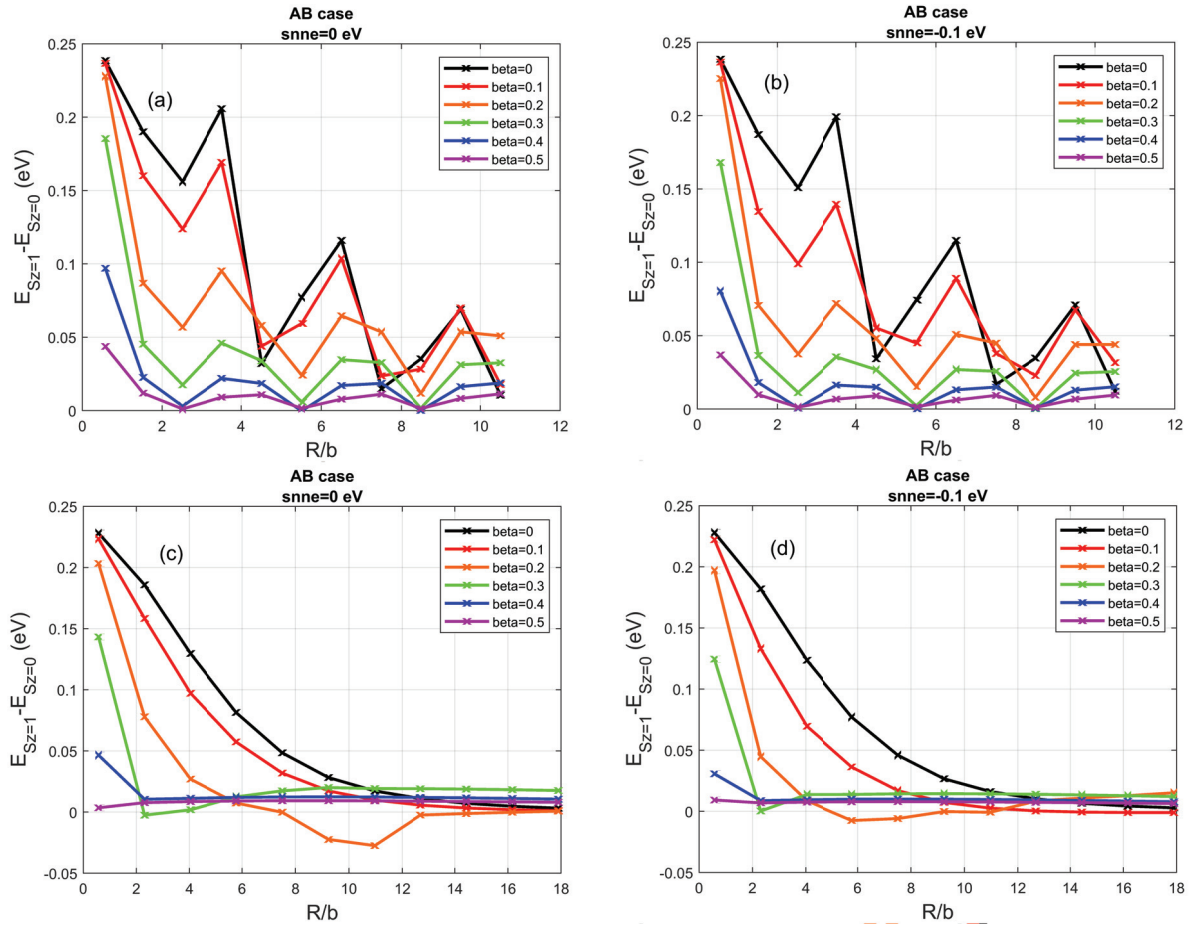 AB case
snne=0 eV
0.25
0.2
0.15
0.1
0.05
0
E_{Sz=1}-E_{Sz=0} (eV)
(a)
beta=0
beta=0.1
beta=0.2
beta=0.3
beta=0.4
beta=0.5
0 2 4 6 8 10 12
R/b
AB case
snne=-0.1 eV
0.25
0.2
0.15
0.1
0.05
0
E_{Sz=1}-E_{Sz=0} (eV)
(b)
beta=0
beta=0.1
beta=0.2
beta=0.3
beta=0.4
beta=0.5
0 2 4 6 8 10 12
R/b
AB case
snne=0 eV
0.25
0.2
0.15
0.1
0.05
0
-0.05
E_{Sz=1}-E_{Sz=0} (eV)
(c)
beta=0
beta=0.1
beta=0.2
beta=0.3
beta=0.4
beta=0.5
0 2 4 6 8 10 12 14 16 18
R/b
AB case
snne=-0.1 eV
0.25
0.2
0.15
0.1
0.05
0
-0.05
E_{Sz=1}-E_{Sz=0} (eV)
(d)
beta=0
beta=0.1
beta=0.2
beta=0.3
beta=0.4
beta=0.5
0 2 4 6 8 10 12 14 16 18
R/b